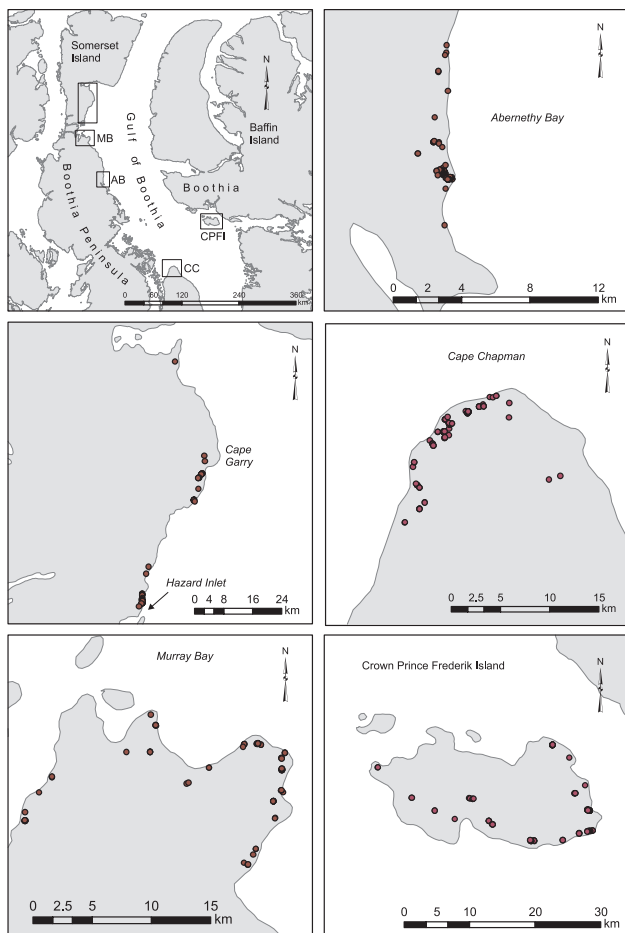 Somerset
Island
N
MB
Gulf of Boothia
Baffin
Island
AB
Boothia
Boothia Peninsula
CPFI
CC
0 60 120 240 360
km
N
Abernethy Bay
0 2 4 8 12
km
N
Cape
Garry
Hazard Inlet
0 4 8 16 24
km
Cape Chapman
N
0 2.5 5 10 15
km
Murray Bay
N
0 2.5 5 10 15
km
Crown Prince Frederik Island
N
0 5 10 20 30
km